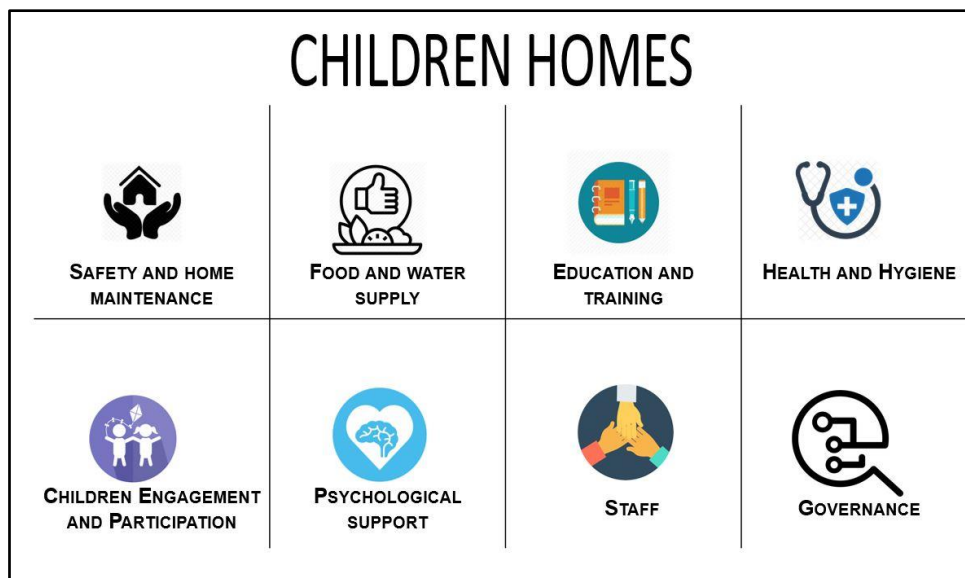 CHILDREN HOMES
SAFETY AND HOME
MAINTENANCE
FOOD AND WATER
SUPPLY
EDUCATION AND
TRAINING
HEALTH AND HYGIENE
CHILDREN ENGAGEMENT
AND PARTICIPATION
PSYCHOLOGICAL
SUPPORT
STAFF
GOVERNANCE